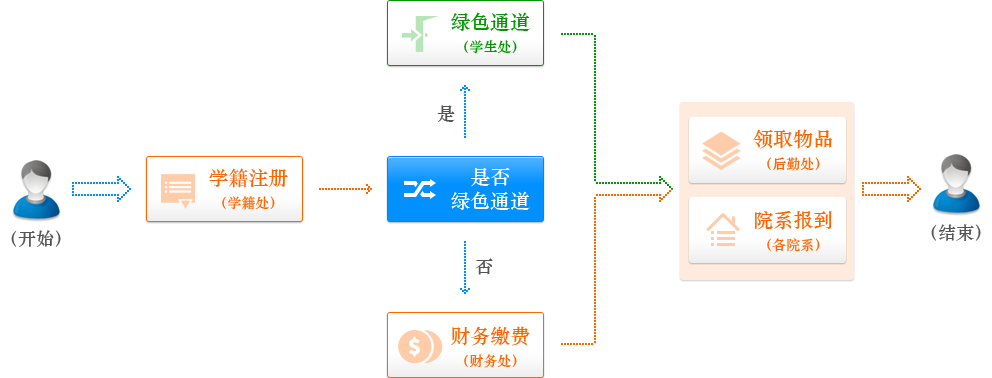 (开始)
学籍注册
(学籍处)
是否
绿色通道
是
绿色通道
(学生处)
否
财务缴费
(财务处)
领取物品
(后勤处)
院系报到
(各院系)
(结束)